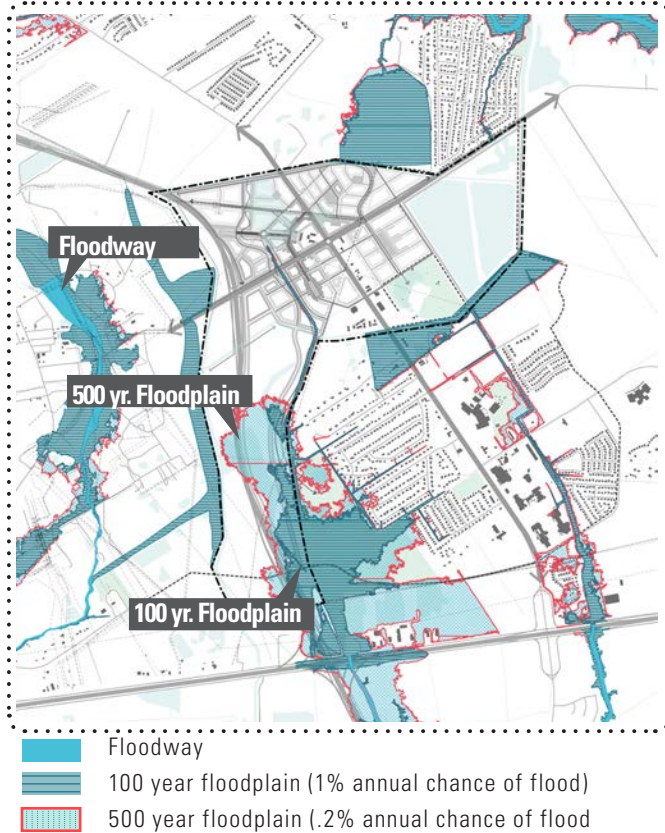 Floodway
500 yr. Floodplain
100 yr. Floodplain
Floodway
100 year floodplain (1% annual chance of flood)
500 year floodplain (.2% annual chance of flood